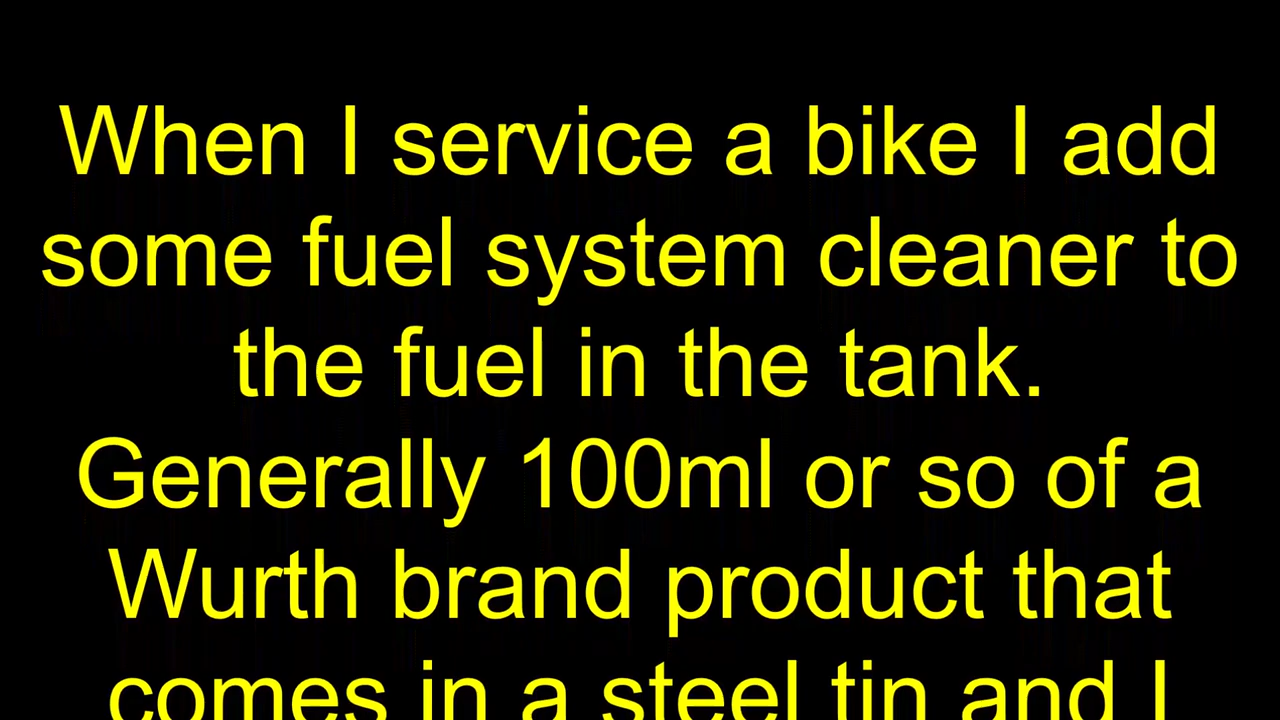 When I service a bike I add
some fuel system cleaner to
the fuel in the tank.
Generally 100ml or so of a
Wurth brand product that
comes in a steel tin and I